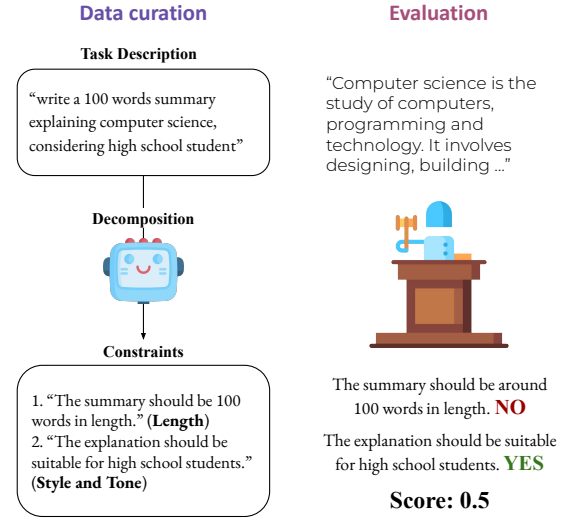 Data curation
Task Description
“write a 100 words summary
explaining computer science,
considering high school student”
Decomposition
Constraints
1. “The summary should be 100
words in length.” (Length)
2. “The explanation should be
suitable for high school students.”
(Style and Tone)
Evaluation
“Computer science is the
study of computers,
programming and
technology. It involves
designing, building ...”
The summary should be around
100 words in length. NO
The explanation should be suitable
for high school students. YES
Score: 0.5